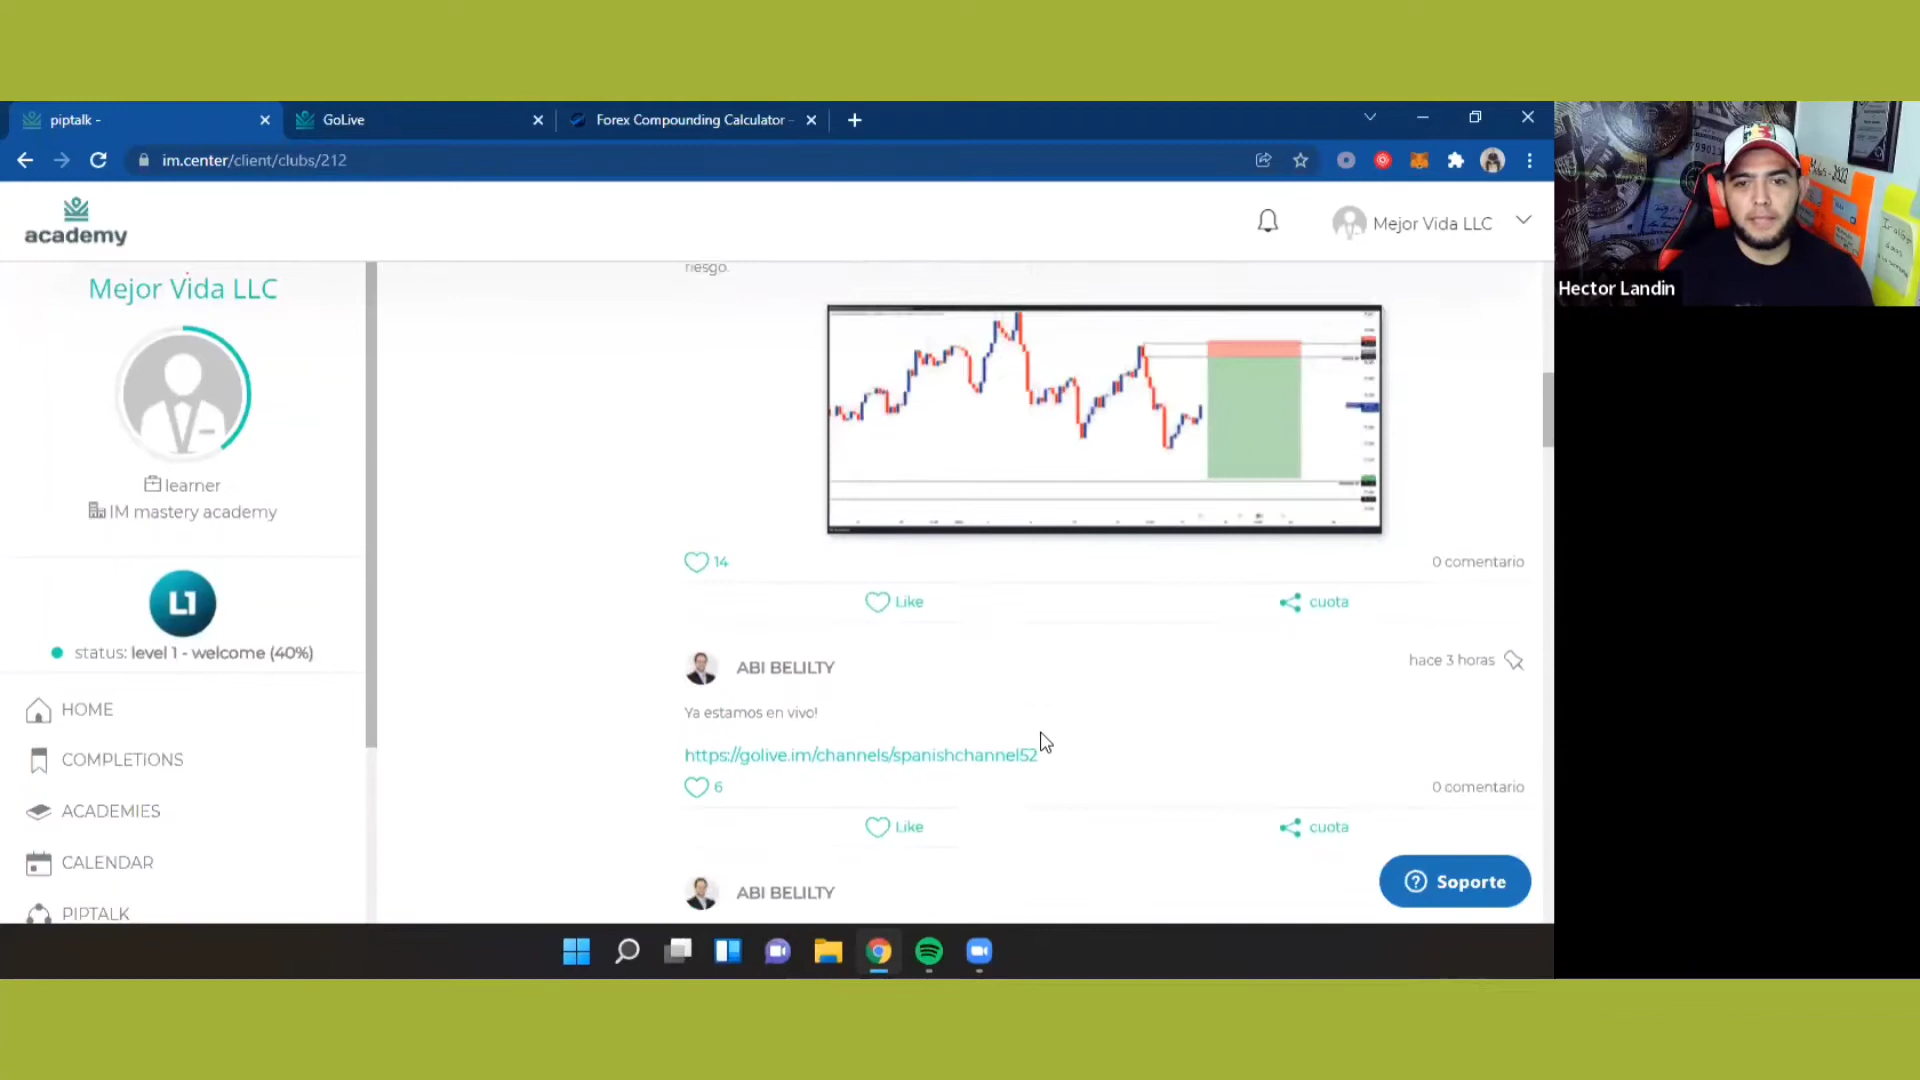 piptalk -
GoLive
Forex Compounding Calculator -
im.center/client/clubs/212
academy
Mejor Vida LLC
Mejor Vida LLC
learner
IM mastery academy
L1
status: level 1 - welcome (40%)
HOME
COMPLETIONS
ACADEMIES
CALENDAR
PIPTALK
riesgo.
14
0 comentario
Like
cuota
ABI BELILTY
hace 3 horas
Ya estamos en vivo!
https://golive.im/channels/spanishchannel52
6
0 comentario
Like
cuota
ABI BELILTY
Soporte
Hector Landin